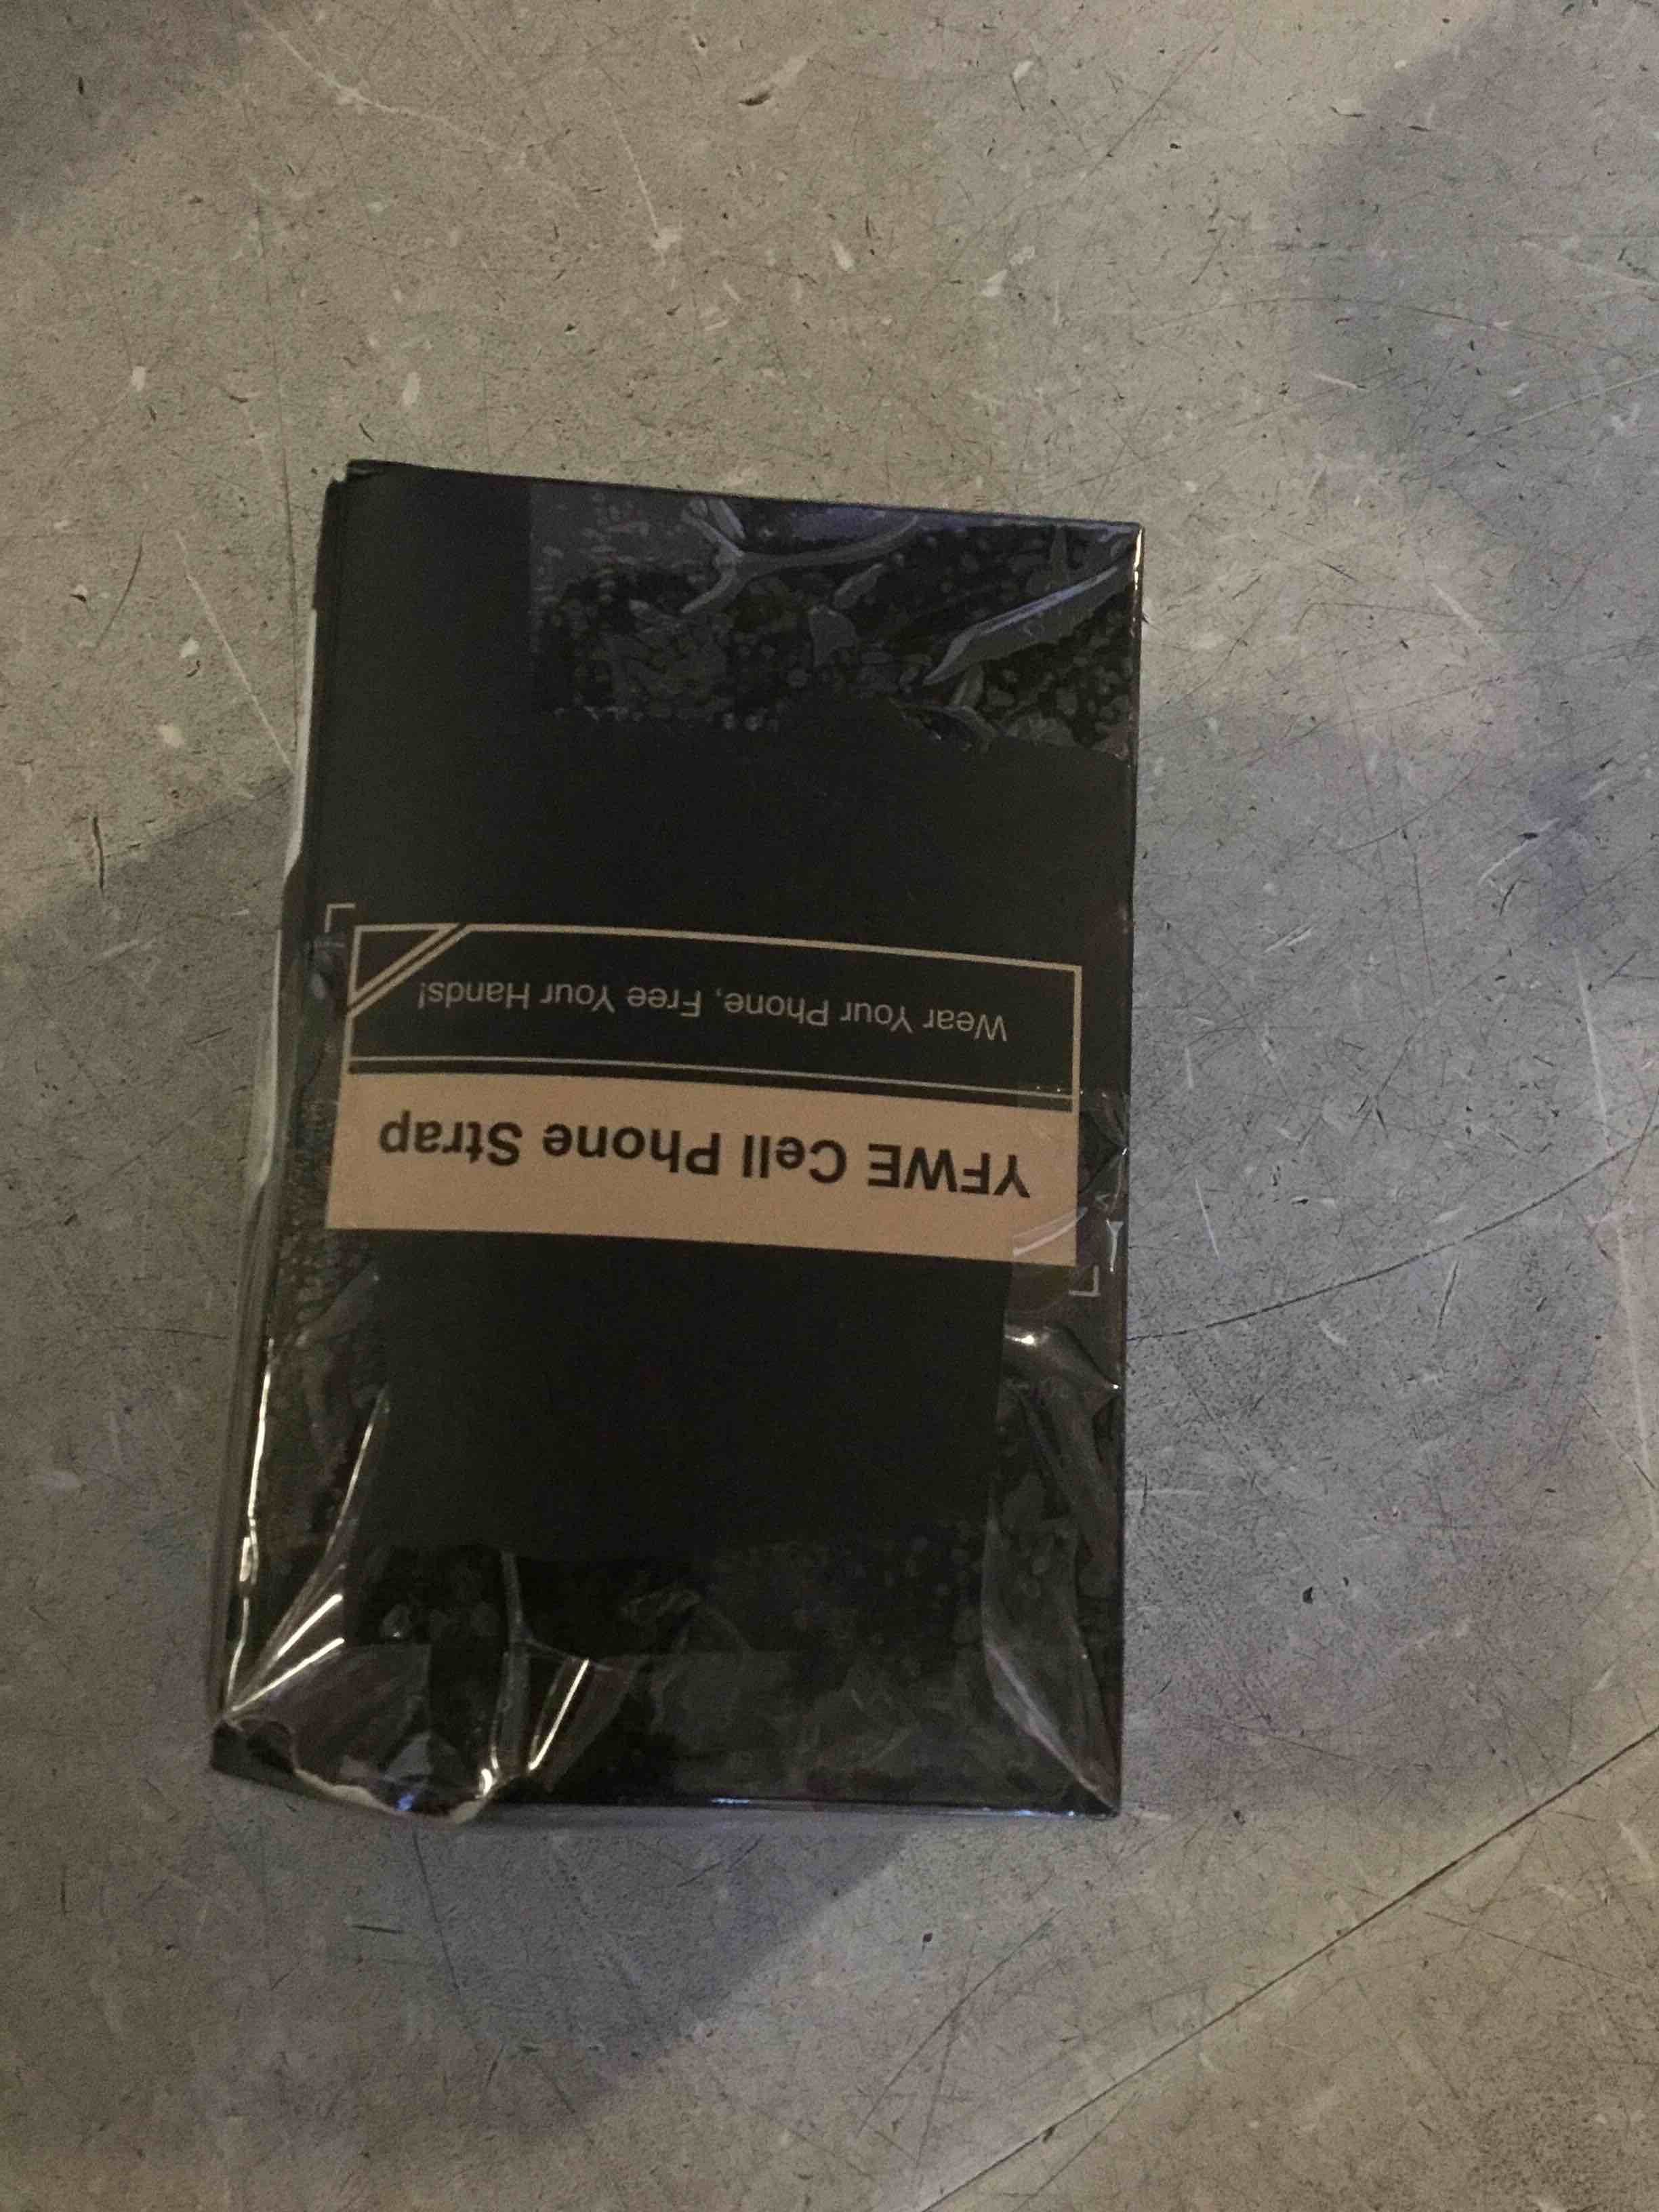 YFWE Cell Phone Strap
Wear Your Phone, Free Your Hands!